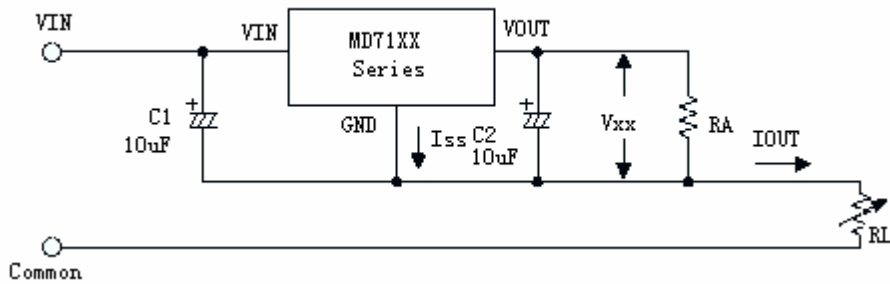 VIN
VIN
MD71XX
Series
VOUT
C1
10uF
GND
Iss
C2
10uF
Vxx
RA
IOUT
RL
Common